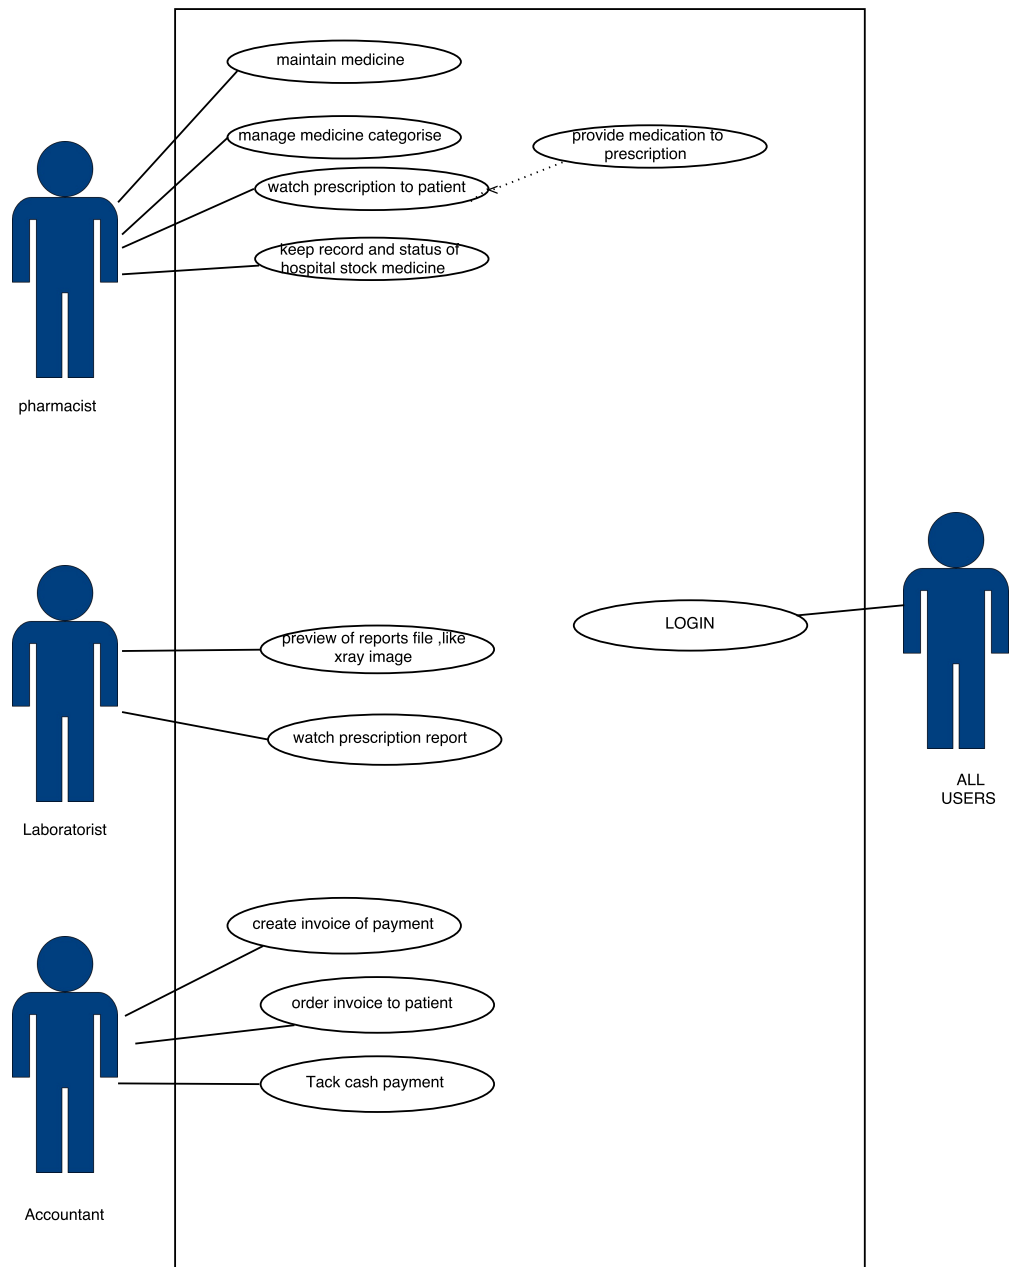 maintain medicine
manage medicine categorise
provide medication to
prescription
watch prescription to patient
keep record and status of
hospital stock medicine
pharmacist
preview of reports file ,like
xray image
LOGIN
watch prescription report
ALL
USERS
Laboratorist
create invoice of payment
order invoice to patient
Tack cash payment
Accountant